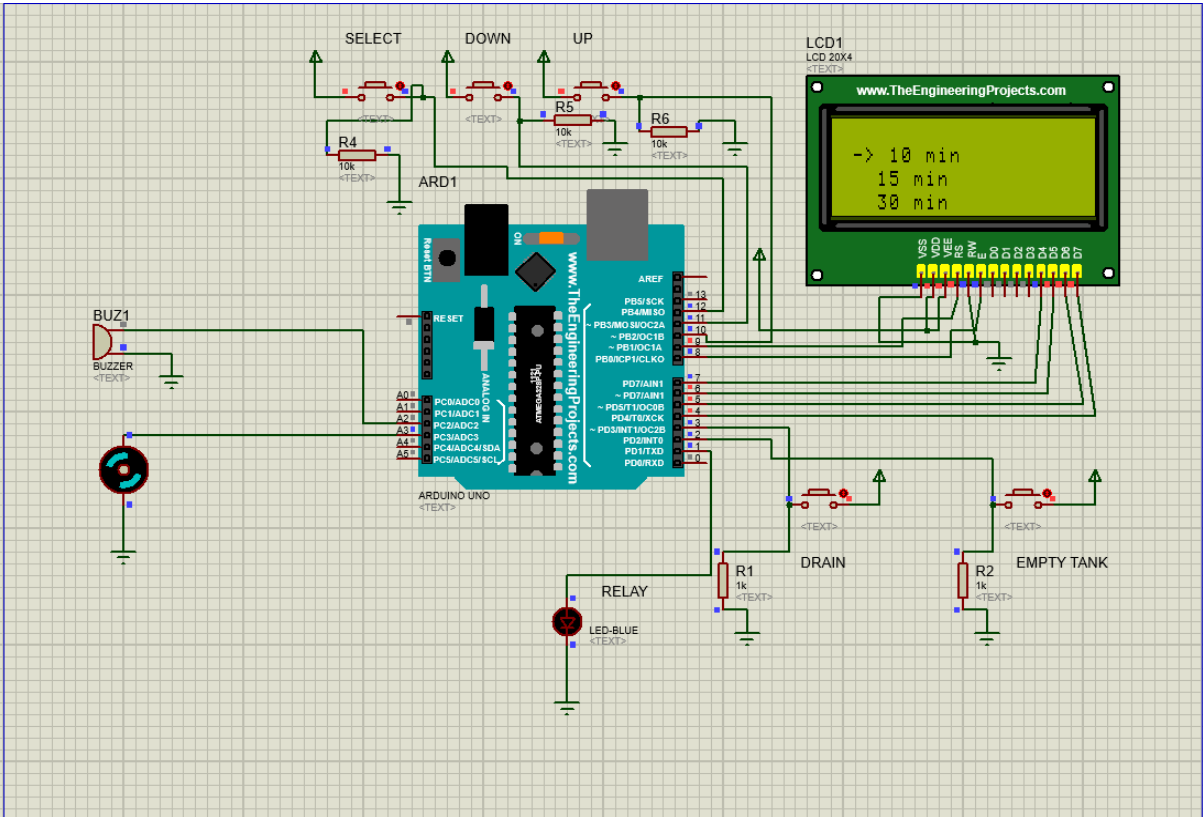 SELECT
DOWN
UP
<TEXT>
<TEXT>
<TEXT>
R4
10k
<TEXT>
R5
10k
<TEXT>
R6
10k
<TEXT>
LCD1
LCD 20X4
<TEXT>
www.TheEngineeringProjects.com
-> 10 min
15 min
30 min
VSS
VDD
VEE
RS
RW
E
D0
D1
D2
D3
D4
D5
D6
D7
ARD1
Reset BTN
ON
www.TheEngineeringProjects.com
ANALOG IN
RESET
A0
A1
A2
A3
A4
A5
PC0/ADC0
PC1/ADC1
PC2/ADC2
PC3/ADC3
PC4/ADC4/SDA
PC5/ADC5/SCL
AREF
PB5/SCK
PB4/MISO
~ PB3/MOSI/OC2A
~ PB2/OC1B
~ PB1/OC1A
PB0/ICP1/CLKO
13
12
11
10
9
8
PD7/AIN1
~ PD7/AIN1
~ PD5/T1/OC0B
PD4/T0/XCK
~ PD3/INT1/OC2B
PD2/INT0
PD1/TXD
PD0/RXD
7
6
5
4
3
2
1
0
ARDUINO UNO
<TEXT>
BUZ1
BUZZER
<TEXT>
RELAY
LED-BLUE
<TEXT>
<TEXT>
DRAIN
R1
1k
<TEXT>
<TEXT>
EMPTY TANK
R2
1k
<TEXT>